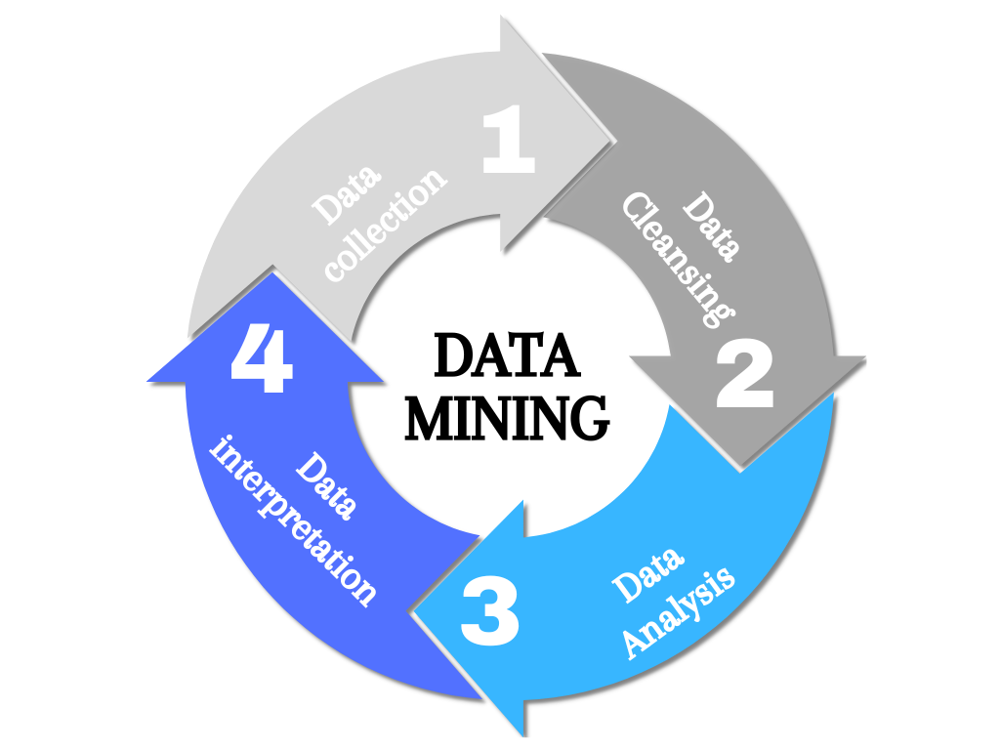 DATA
MINING
1
Data
collection
2
Data
Cleansing
3
Data
Analysis
4
Data
interpretation